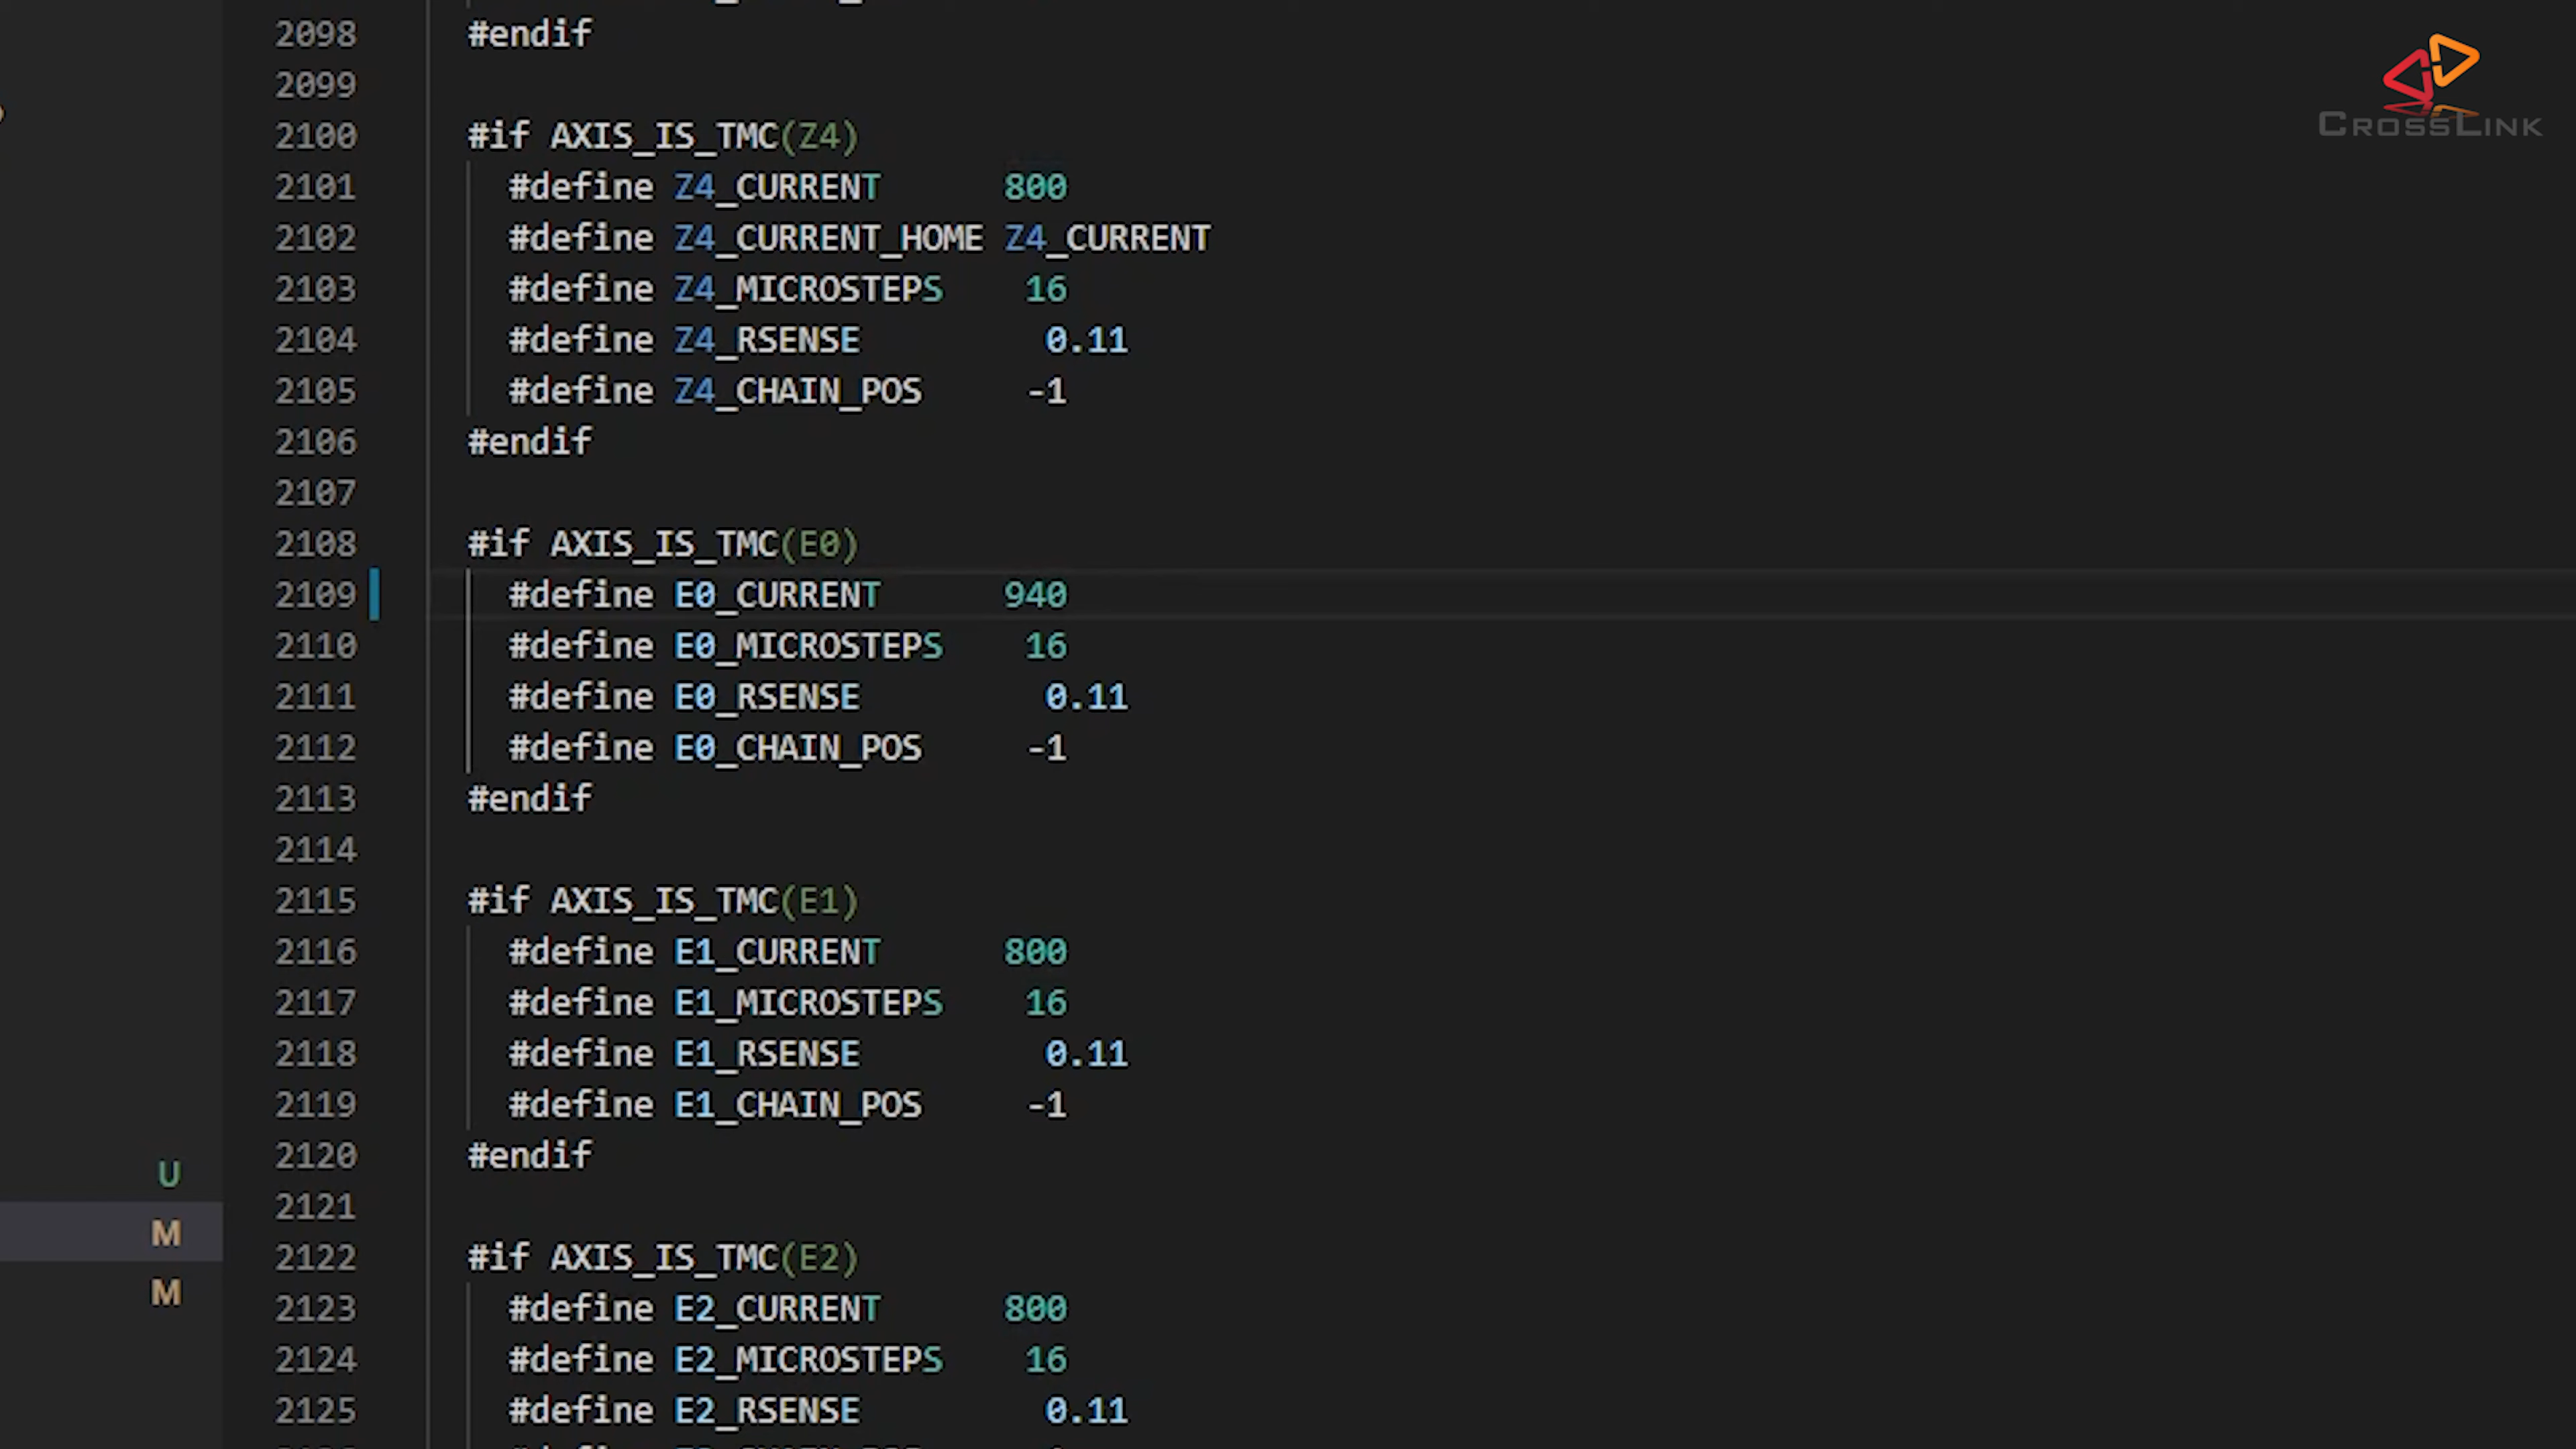 2098 #endif
2099
2100 #if AXIS_IS_TMC(Z4)
2101 #define Z4_CURRENT 800
2102 #define Z4_CURRENT_HOME Z4_CURRENT
2103 #define Z4_MICROSTEPS 16
2104 #define Z4_RSENSE 0.11
2105 #define Z4_CHAIN_POS -1
2106 #endif
2107
2108 #if AXIS_IS_TMC(E0)
2109 #define E0_CURRENT 940
2110 #define E0_MICROSTEPS 16
2111 #define E0_RSENSE 0.11
2112 #define E0_CHAIN_POS -1
2113 #endif
2114
2115 #if AXIS_IS_TMC(E1)
2116 #define E1_CURRENT 800
2117 #define E1_MICROSTEPS 16
2118 #define E1_RSENSE 0.11
2119 #define E1_CHAIN_POS -1
2120 #endif
2121
2122 #if AXIS_IS_TMC(E2)
2123 #define E2_CURRENT 800
2124 #define E2_MICROSTEPS 16
2125 #define E2_RSENSE 0.11
U
M
M
CROSSLINK